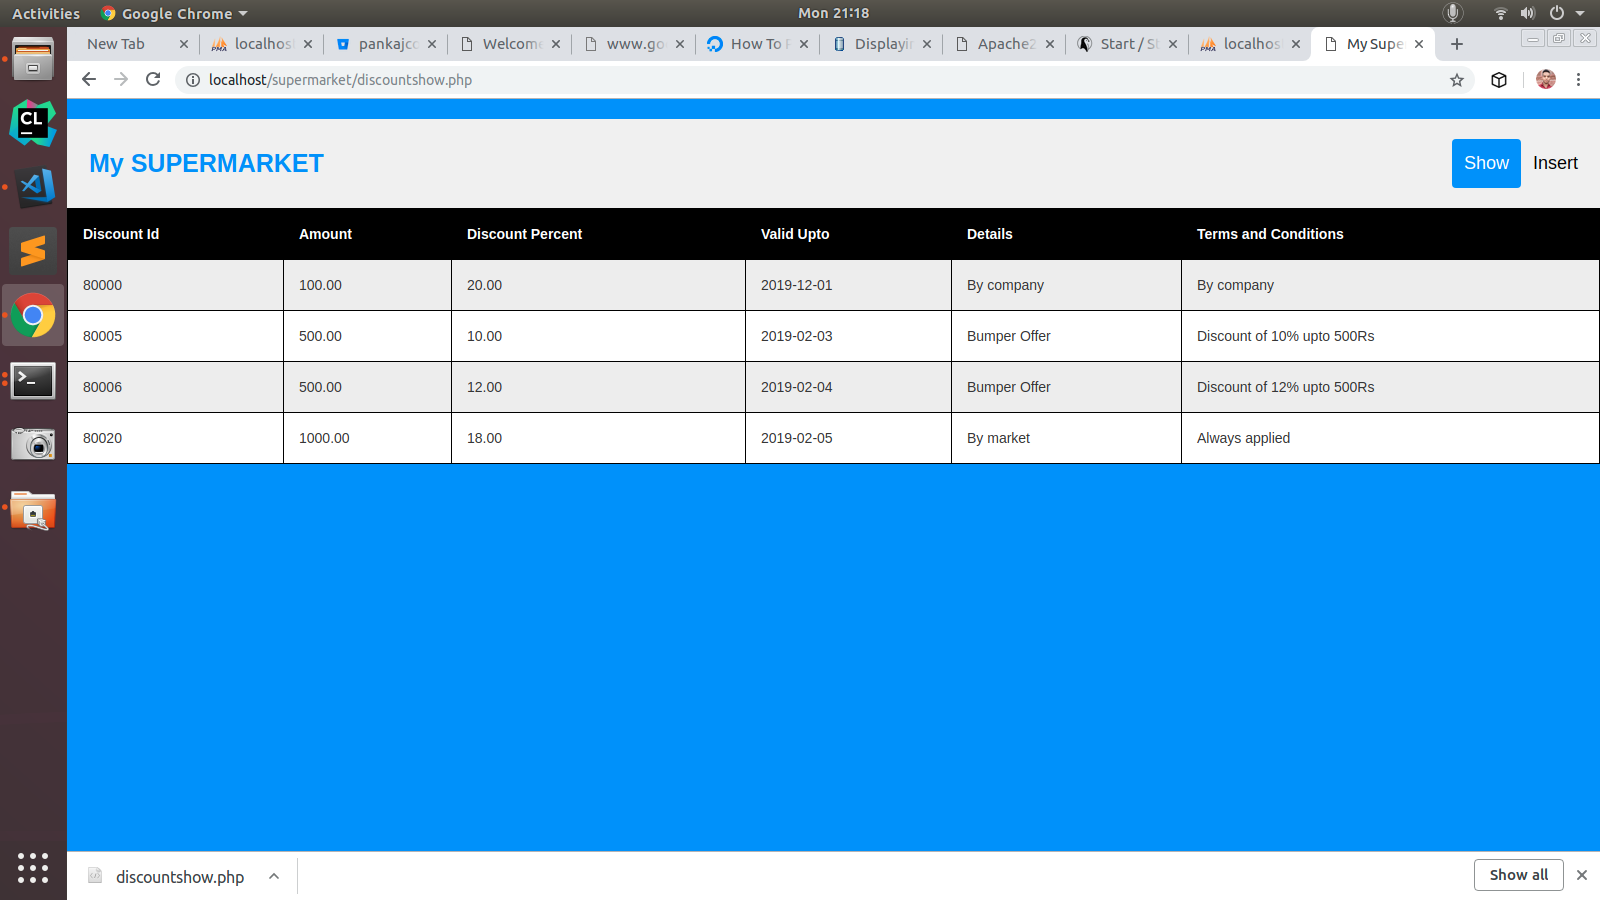 Activities Google Chrome Mon 21:18
New Tab localhos pankajco Welcome www.go How To Displayin Apache2 Start / S localhos My Supe
localhost/supermarket/discountshow.php
My SUPERMARKET Show Insert
Discount Id Amount Discount Percent Valid Upto Details Terms and Conditions
80000 100.00 20.00 2019-12-01 By company By company
80005 500.00 10.00 2019-02-03 Bumper Offer Discount of 10% upto 500Rs
80006 500.00 12.00 2019-02-04 Bumper Offer Discount of 12% upto 500Rs
80020 1000.00 18.00 2019-02-05 By market Always applied
discountshow.php Show all